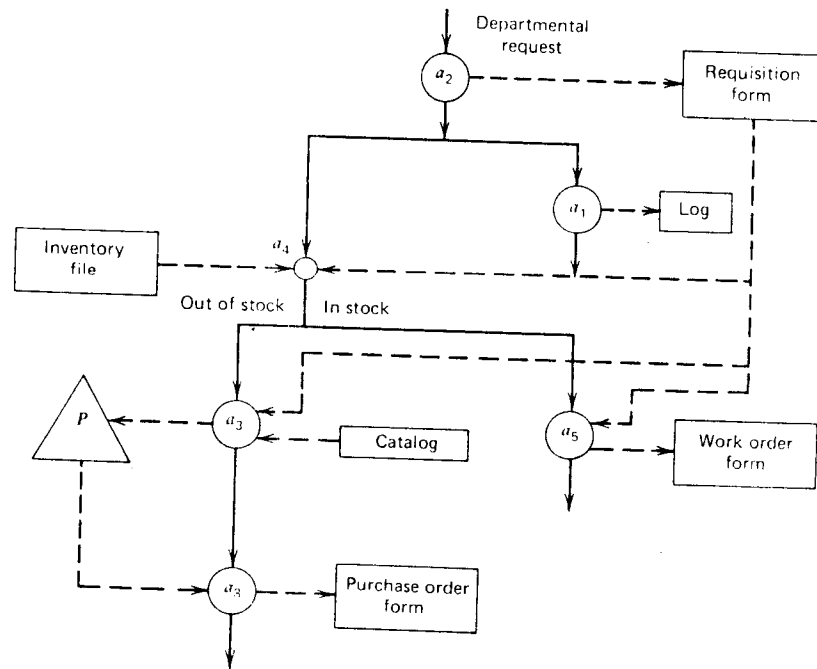 Departmental
request
a₂
Requisition
form
a₁
Log
a₄
Inventory
file
Out of stock
In stock
P
a₃
Catalog
a₅
Work order
form
a₈
Purchase order
form